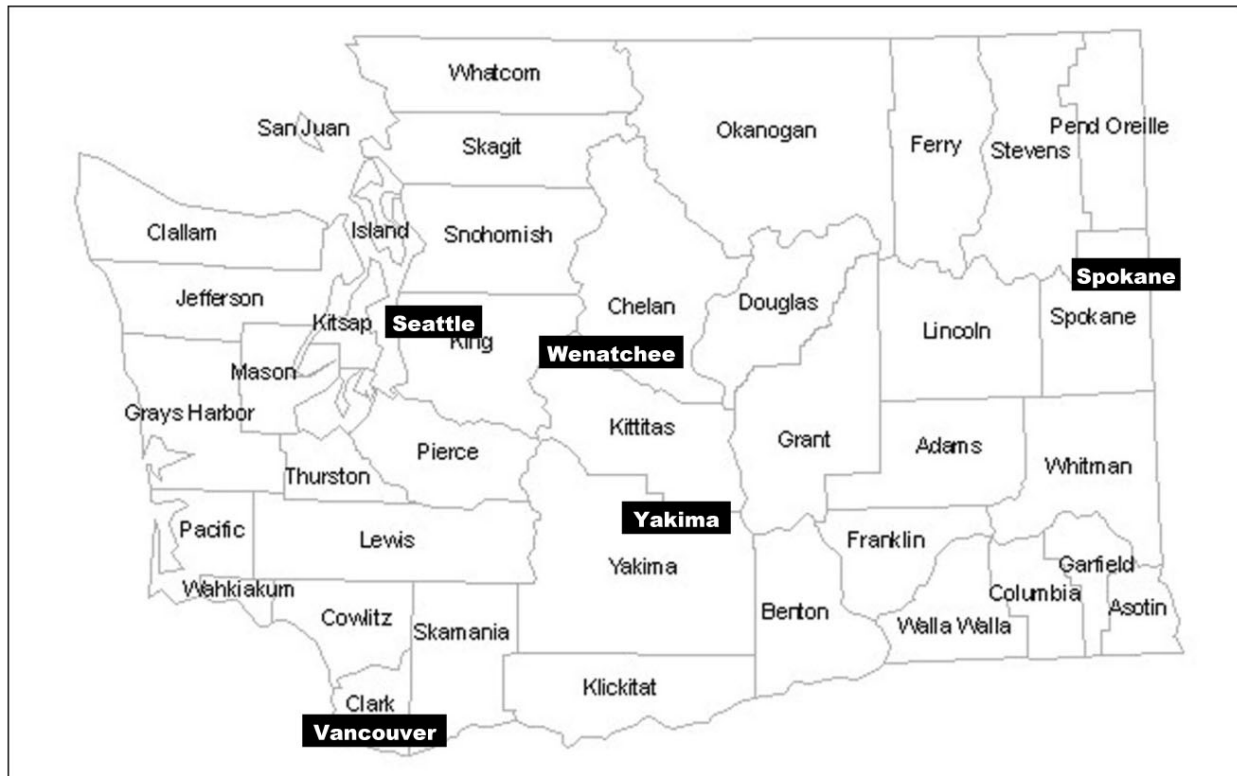 Whatcom
San Juan
Skagit
Okanogan
Ferry
Stevens
Pend Oreille
Clallam
Island
Snohomish
Jefferson
Kitsap
Seattle
King
Chelan
Wenatchee
Douglas
Lincoln
Spokane
Spokane
Mason
Grays Harbor
Thurston
Pierce
Kittitas
Grant
Adams
Whitman
Pacific
Lewis
Yakima
Yakima
Franklin
Garfield
Wahkiakum
Cowlitz
Skamania
Benton
Walla Walla
Columbia
Asotin
Klickitat
Clark
Vancouver